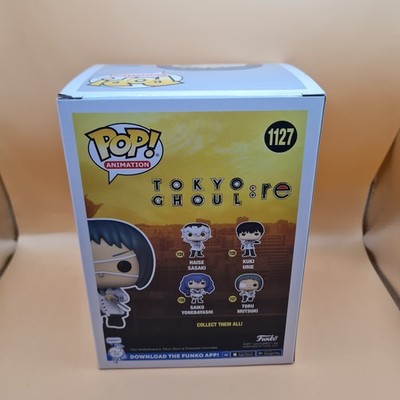 POP!
ANIMATION
1127
TOKYO
GHOUL:re
HAISE
SASAKI
KUKI
URIE
SAIKO
YONEBAYASHI
TORU
MUTSUKI
COLLECT THEM ALL!
Funko
DOWNLOAD THE FUNKO APP!